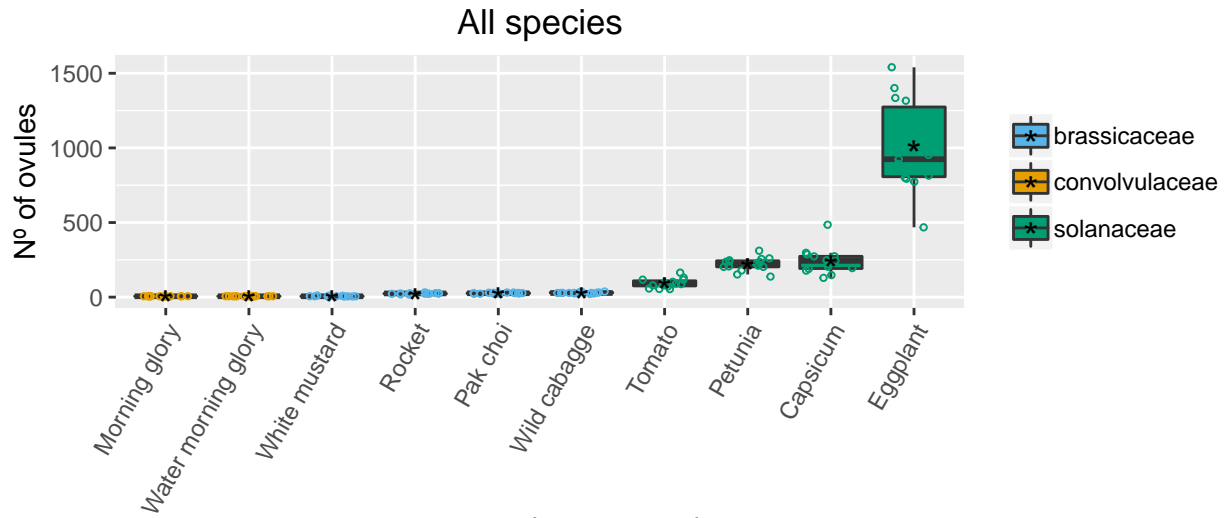 All species
Nº of ovules
1500
1000
500
0
Morning glory
Water morning glory
White mustard
Rocket
Pak choi
Wild cabagge
Tomato
Petunia
Capsicum
Eggplant
brassicaceae
convolvulaceae
solanaceae